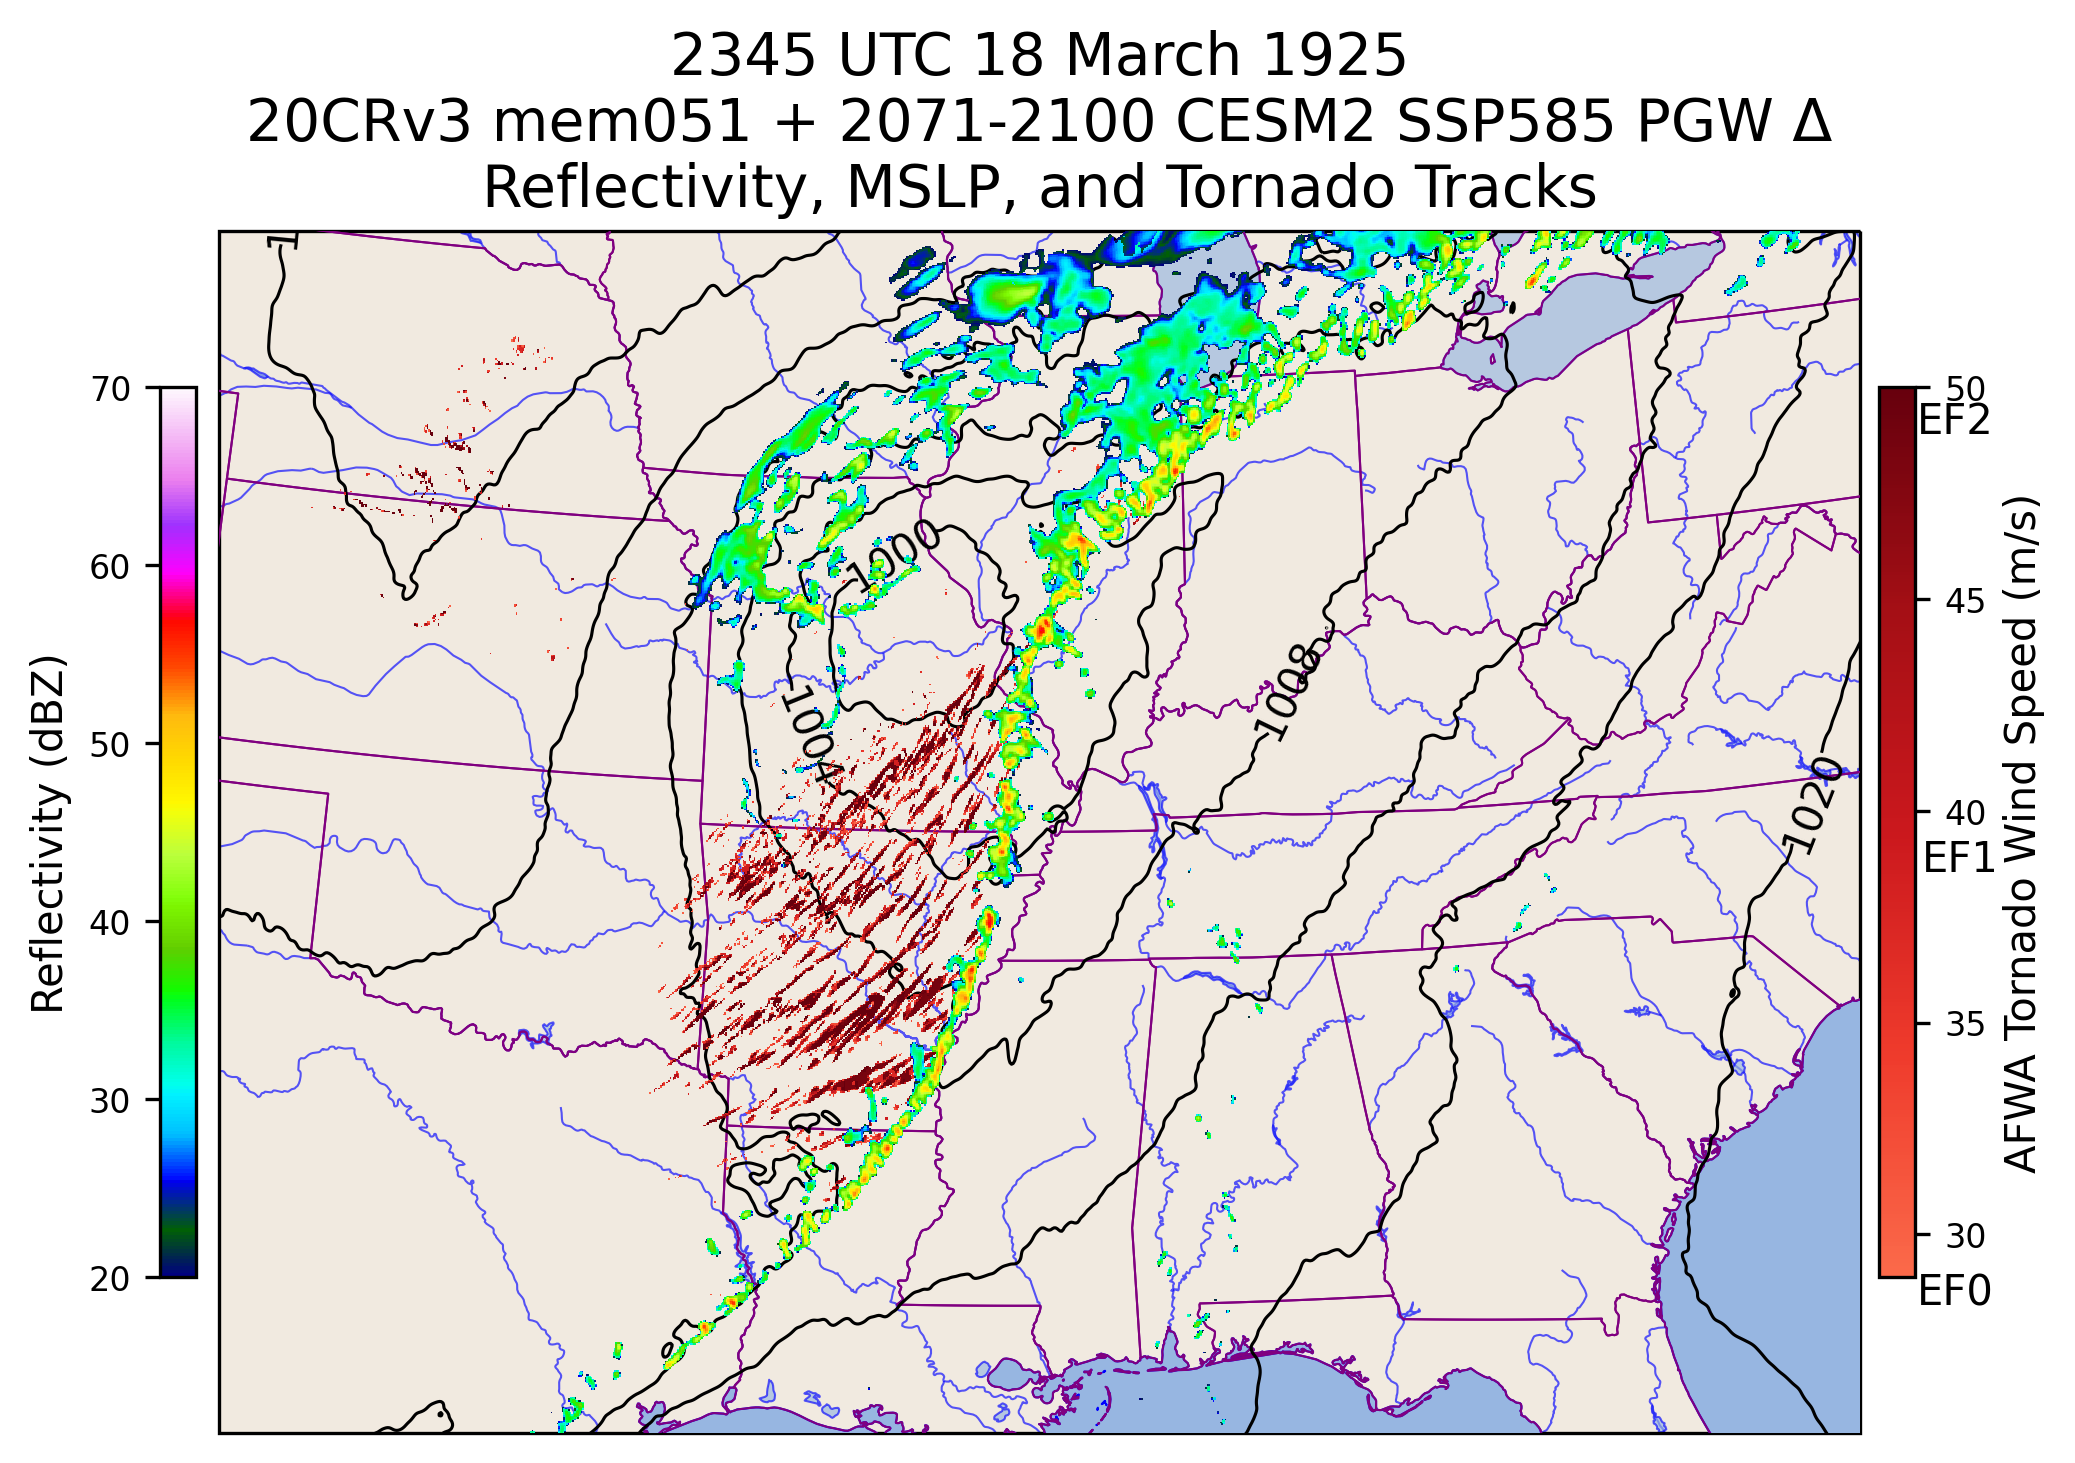 2345 UTC 18 March 1925
20CRv3 mem051 + 2071-2100 CESM2 SSP585 PGW Δ
Reflectivity, MSLP, and Tornado Tracks
1
1000
1004
1008
1020
70
60
50
40
30
20
Reflectivity (dBZ)
50
EF2
45
40
EF1
35
30
EF0
AFWA Tornado Wind Speed (m/s)